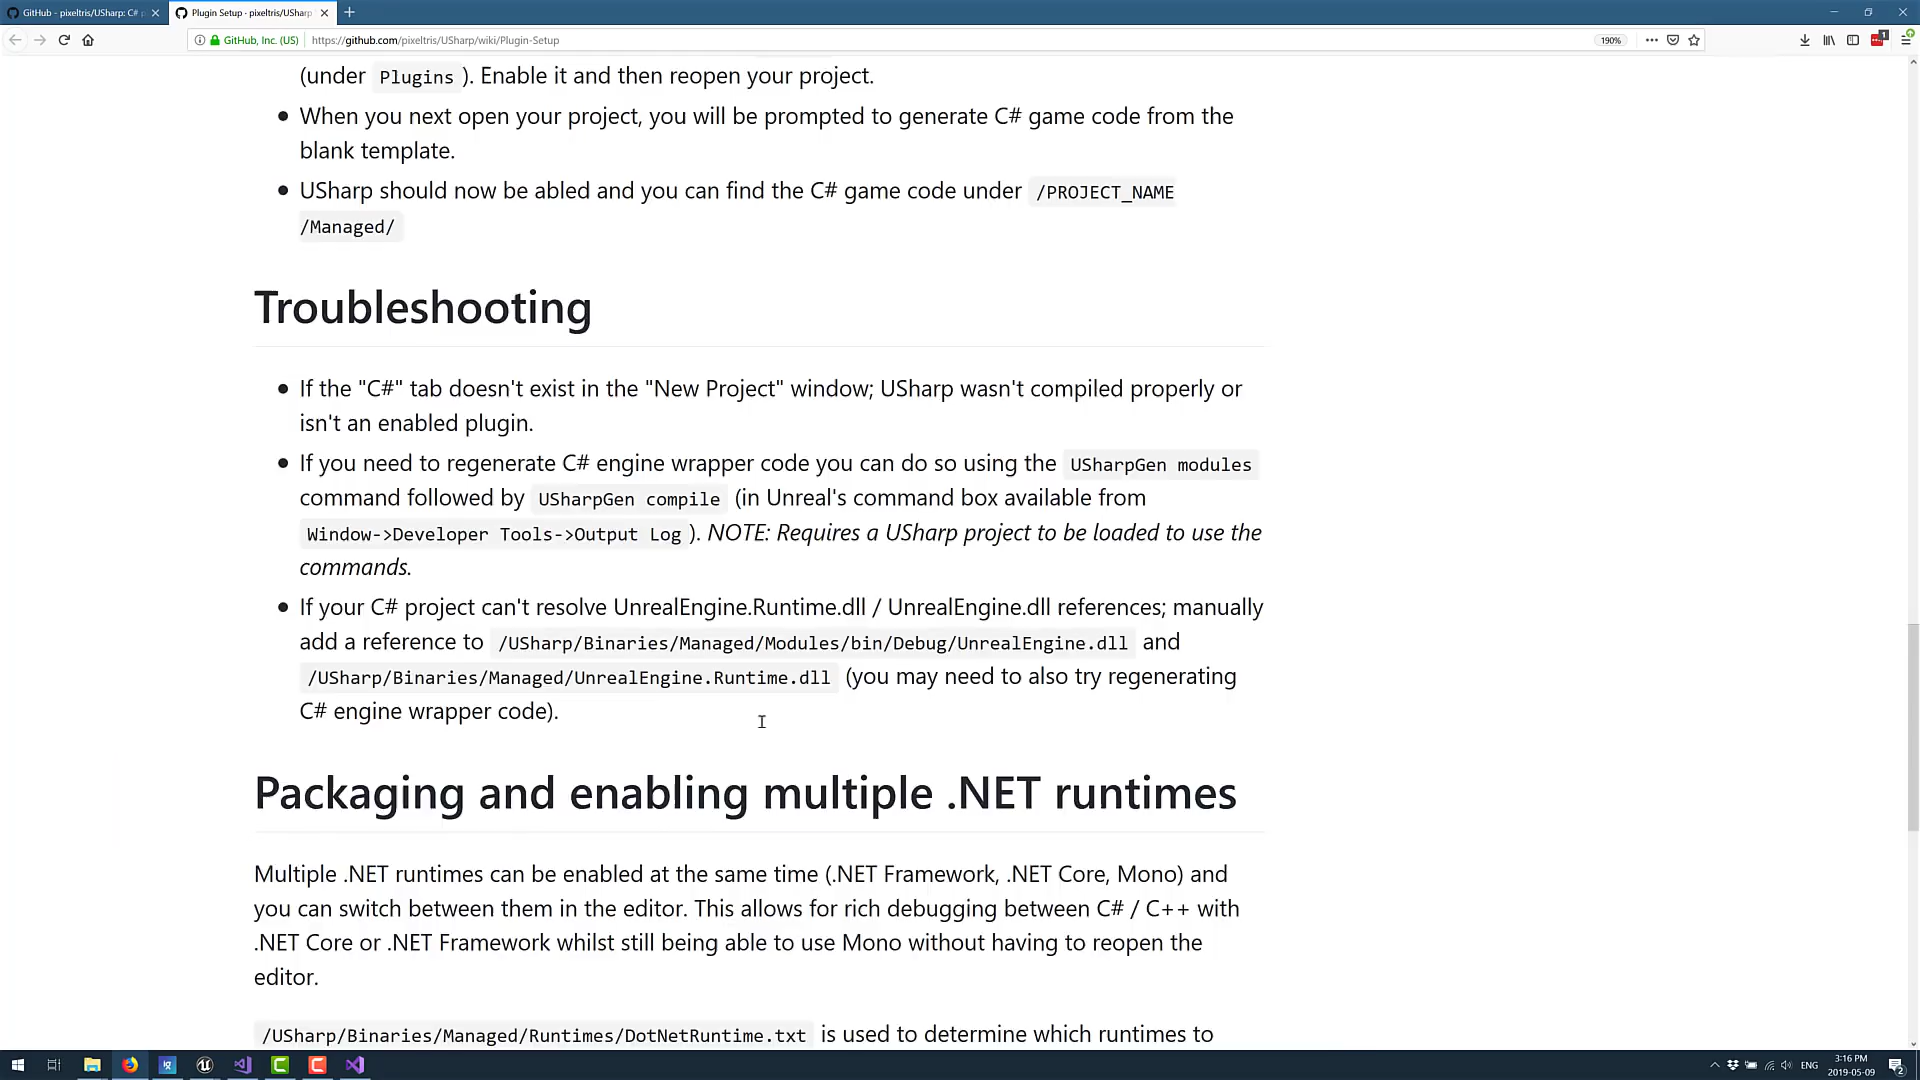 GitHub - pixeltris/USharp: C# p
Plugin Setup · pixeltris/USharp
GitHub, Inc. (US)
https://github.com/pixeltris/USharp/wiki/Plugin-Setup
190%
1
(under Plugins ). Enable it and then reopen your project.
When you next open your project, you will be prompted to generate C# game code from the
blank template.
USharp should now be abled and you can find the C# game code under /PROJECT_NAME
/Managed/
Troubleshooting
If the "C#" tab doesn't exist in the "New Project" window; USharp wasn't compiled properly or
isn't an enabled plugin.
If you need to regenerate C# engine wrapper code you can do so using the USharpGen modules
command followed by USharpGen compile (in Unreal's command box available from
Window->Developer Tools->Output Log ). NOTE: Requires a USharp project to be loaded to use the
commands.
If your C# project can't resolve UnrealEngine.Runtime.dll / UnrealEngine.dll references; manually
add a reference to /USharp/Binaries/Managed/Modules/bin/Debug/UnrealEngine.dll and
/USharp/Binaries/Managed/UnrealEngine.Runtime.dll (you may need to also try regenerating
C# engine wrapper code).
Packaging and enabling multiple .NET runtimes
Multiple .NET runtimes can be enabled at the same time (.NET Framework, .NET Core, Mono) and
you can switch between them in the editor. This allows for rich debugging between C# / C++ with
.NET Core or .NET Framework whilst still being able to use Mono without having to reopen the
editor.
/USharp/Binaries/Managed/Runtimes/DotNetRuntime.txt is used to determine which runtimes to
ENG
3:16 PM
2019-05-09
2